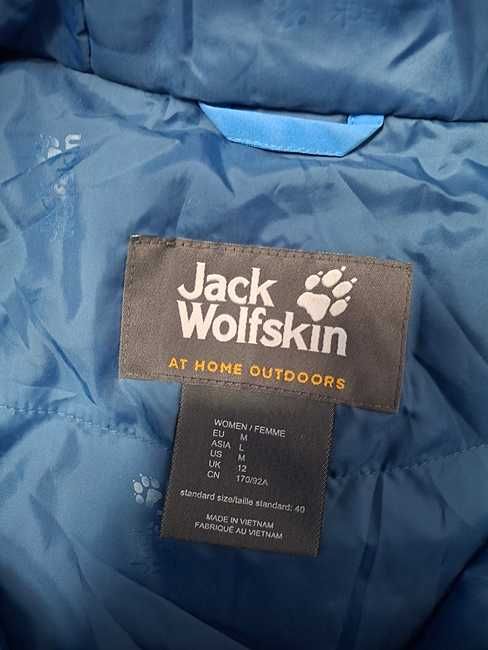 Jack
Wolfskin
AT HOME OUTDOORS
WOMEN / FEMME
EU M
ASIA L
US M
UK 12
CN 170/92A
standard size/taille standard: 40
MADE IN VIETNAM
FABRIQUÉ AU VIETNAM